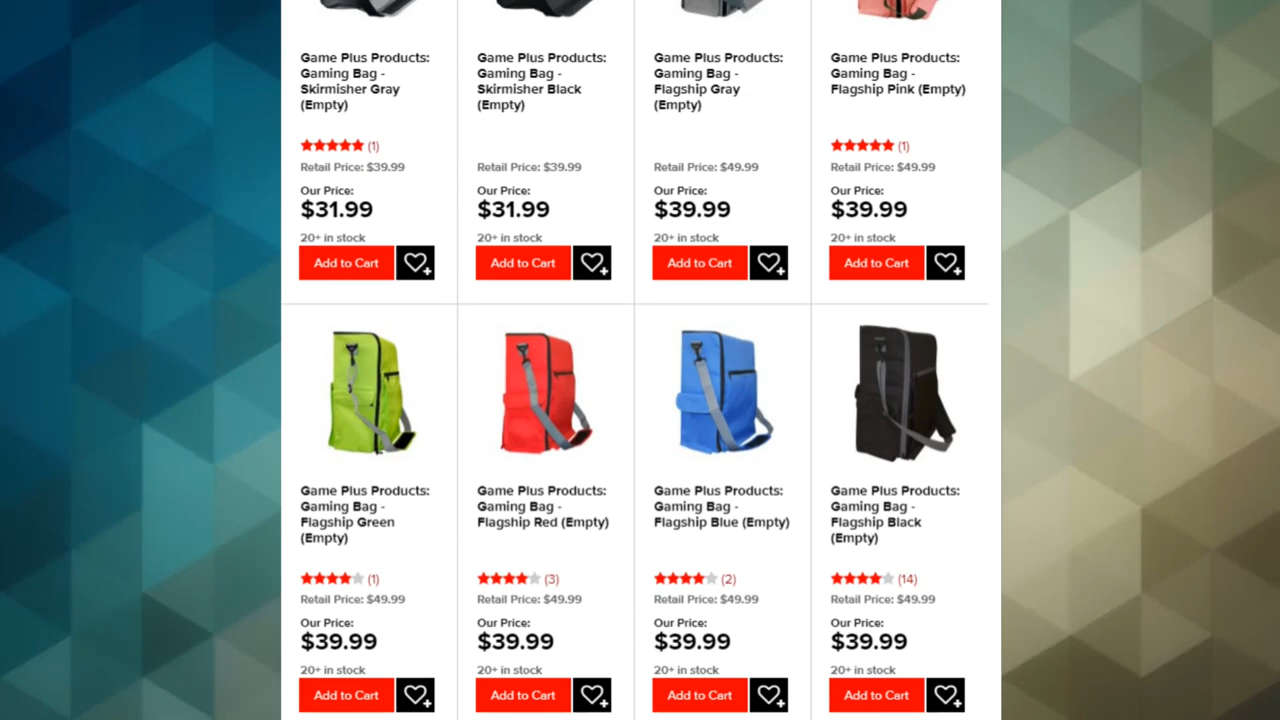 Game Plus Products:
Gaming Bag -
Skirmisher Gray
(Empty)
(1)
Retail Price: $39.99
Our Price:
$31.99
20+ in stock
Add to Cart
Game Plus Products:
Gaming Bag -
Skirmisher Black
(Empty)
Retail Price: $39.99
Our Price:
$31.99
20+ in stock
Add to Cart
Game Plus Products:
Gaming Bag -
Flagship Gray
(Empty)
Retail Price: $49.99
Our Price:
$39.99
20+ in stock
Add to Cart
Game Plus Products:
Gaming Bag -
Flagship Pink (Empty)
(1)
Retail Price: $49.99
Our Price:
$39.99
20+ in stock
Add to Cart
Game Plus Products:
Gaming Bag -
Flagship Green
(Empty)
(1)
Retail Price: $49.99
Our Price:
$39.99
20+ in stock
Add to Cart
Game Plus Products:
Gaming Bag -
Flagship Red (Empty)
(3)
Retail Price: $49.99
Our Price:
$39.99
20+ in stock
Add to Cart
Game Plus Products:
Gaming Bag -
Flagship Blue (Empty)
(2)
Retail Price: $49.99
Our Price:
$39.99
20+ in stock
Add to Cart
Game Plus Products:
Gaming Bag -
Flagship Black
(Empty)
(14)
Retail Price: $49.99
Our Price:
$39.99
20+ in stock
Add to Cart